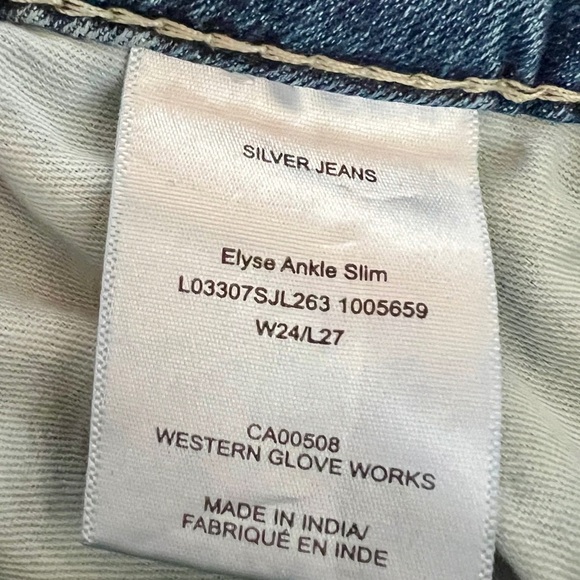 SILVER JEANS
Elyse Ankle Slim
L03307SJL263 1005659
W24/L27
CA00508
WESTERN GLOVE WORKS
MADE IN INDIA/
FABRIQUÉ EN INDE